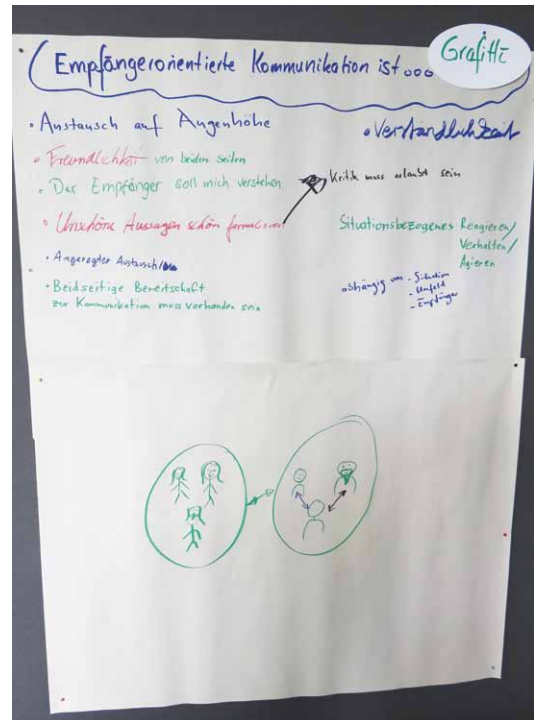 Grafitti
Empfängerorientierte Kommunikation ist...
• Austausch auf Augenhöhe
• Verständlichkeit
• Freundlichkeit von beiden Seiten
• Der Empfänger soll mich verstehen
Kritik muss erlaubt sein
• Unschöne Aussagen schön formulieren
Situationsbezogenes Reagieren/
Verhalten/
Agieren
• Angeregter Austausch
• Beidseitige Bereitschaft
zur Kommunikation muss vorhanden sein
• abhängig von - Situation
- Umfeld
- Empfänger